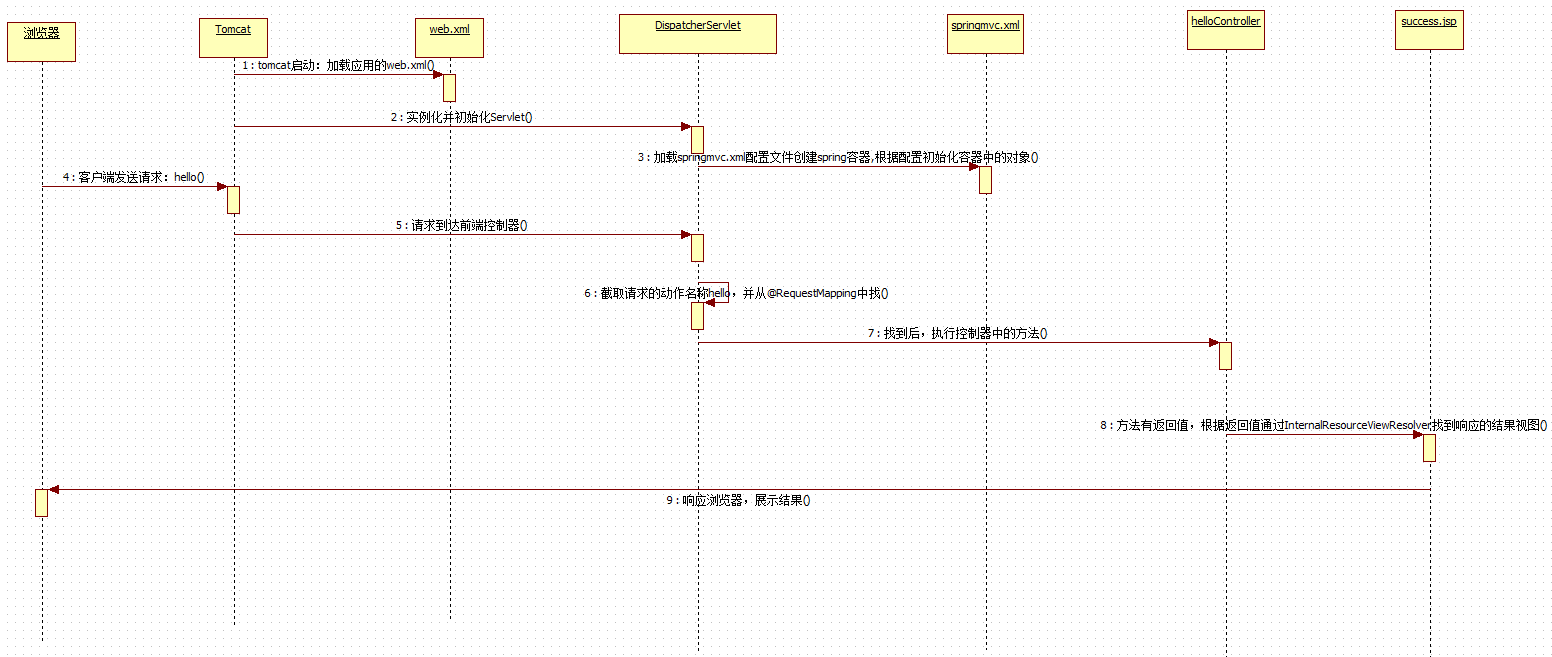 浏览器
Tomcat
web.xml
DispatcherServlet
springmvc.xml
helloController
success.jsp
1 : tomcat启动：加载应用的web.xml()
2 : 实例化并初始化Servlet()
3 : 加载springmvc.xml配置文件创建spring容器,根据配置初始化容器中的对象()
4 : 客户端发送请求：hello()
5 : 请求到达前端控制器()
6 : 截取请求的动作名称hello，并从@RequestMapping中找()
7 : 找到后，执行控制器中的方法()
8 : 方法有返回值，根据返回值通过InternalResourceViewResolver找到响应的结果视图()
9 : 响应浏览器，展示结果()